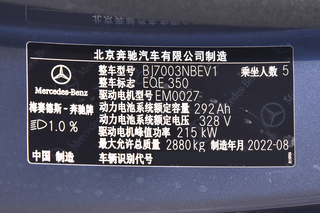 北京奔驰汽车有限公司制造
整车型号 BJ7003NBEV1 乘坐人数 5
整车标志 EQE 350
驱动电机型号 EM0027
动力电池系统额定容量 292 Ah
动力电池系统额定电压 328 V
驱动电机峰值功率 215 kW
最大允许总质量 2880 kg 制造年月 2022-08
车辆识别代号
Mercedes-Benz
梅赛德斯-奔驰牌
1.0 %
中国 制造